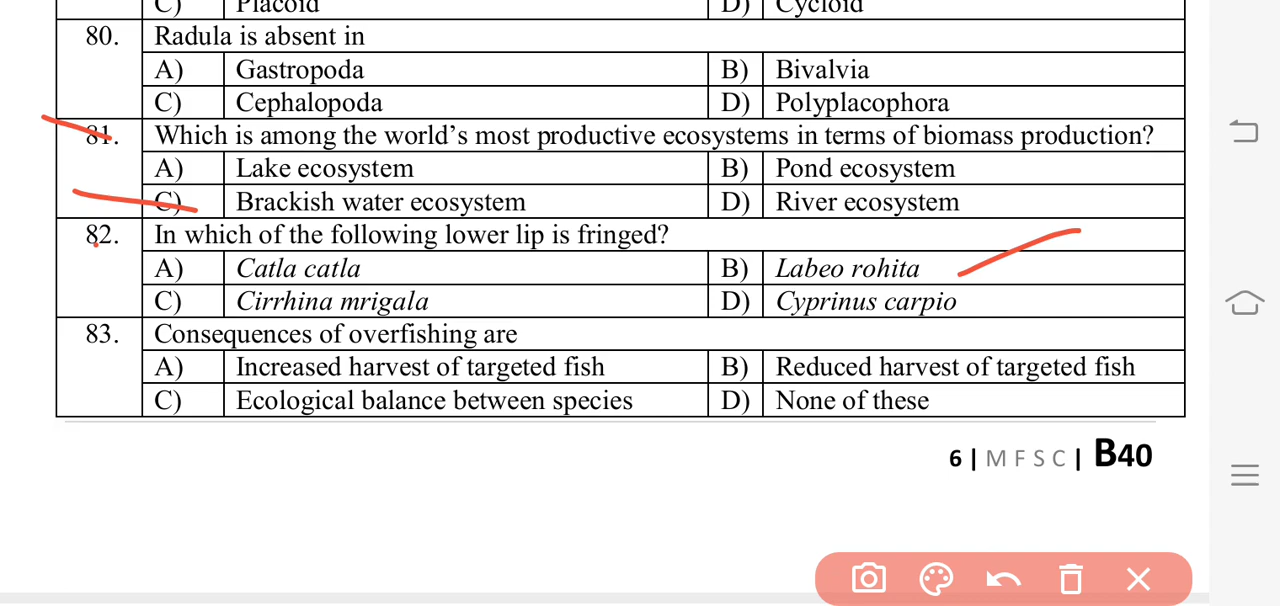 C) Placoid D) Cycloid
80. Radula is absent in
A) Gastropoda B) Bivalvia
C) Cephalopoda D) Polyplacophora
81. Which is among the world's most productive ecosystems in terms of biomass production?
A) Lake ecosystem B) Pond ecosystem
C) Brackish water ecosystem D) River ecosystem
82. In which of the following lower lip is fringed?
A) Catla catla B) Labeo rohita
C) Cirrhina mrigala D) Cyprinus carpio
83. Consequences of overfishing are
A) Increased harvest of targeted fish B) Reduced harvest of targeted fish
C) Ecological balance between species D) None of these
6 | M F S C | B40